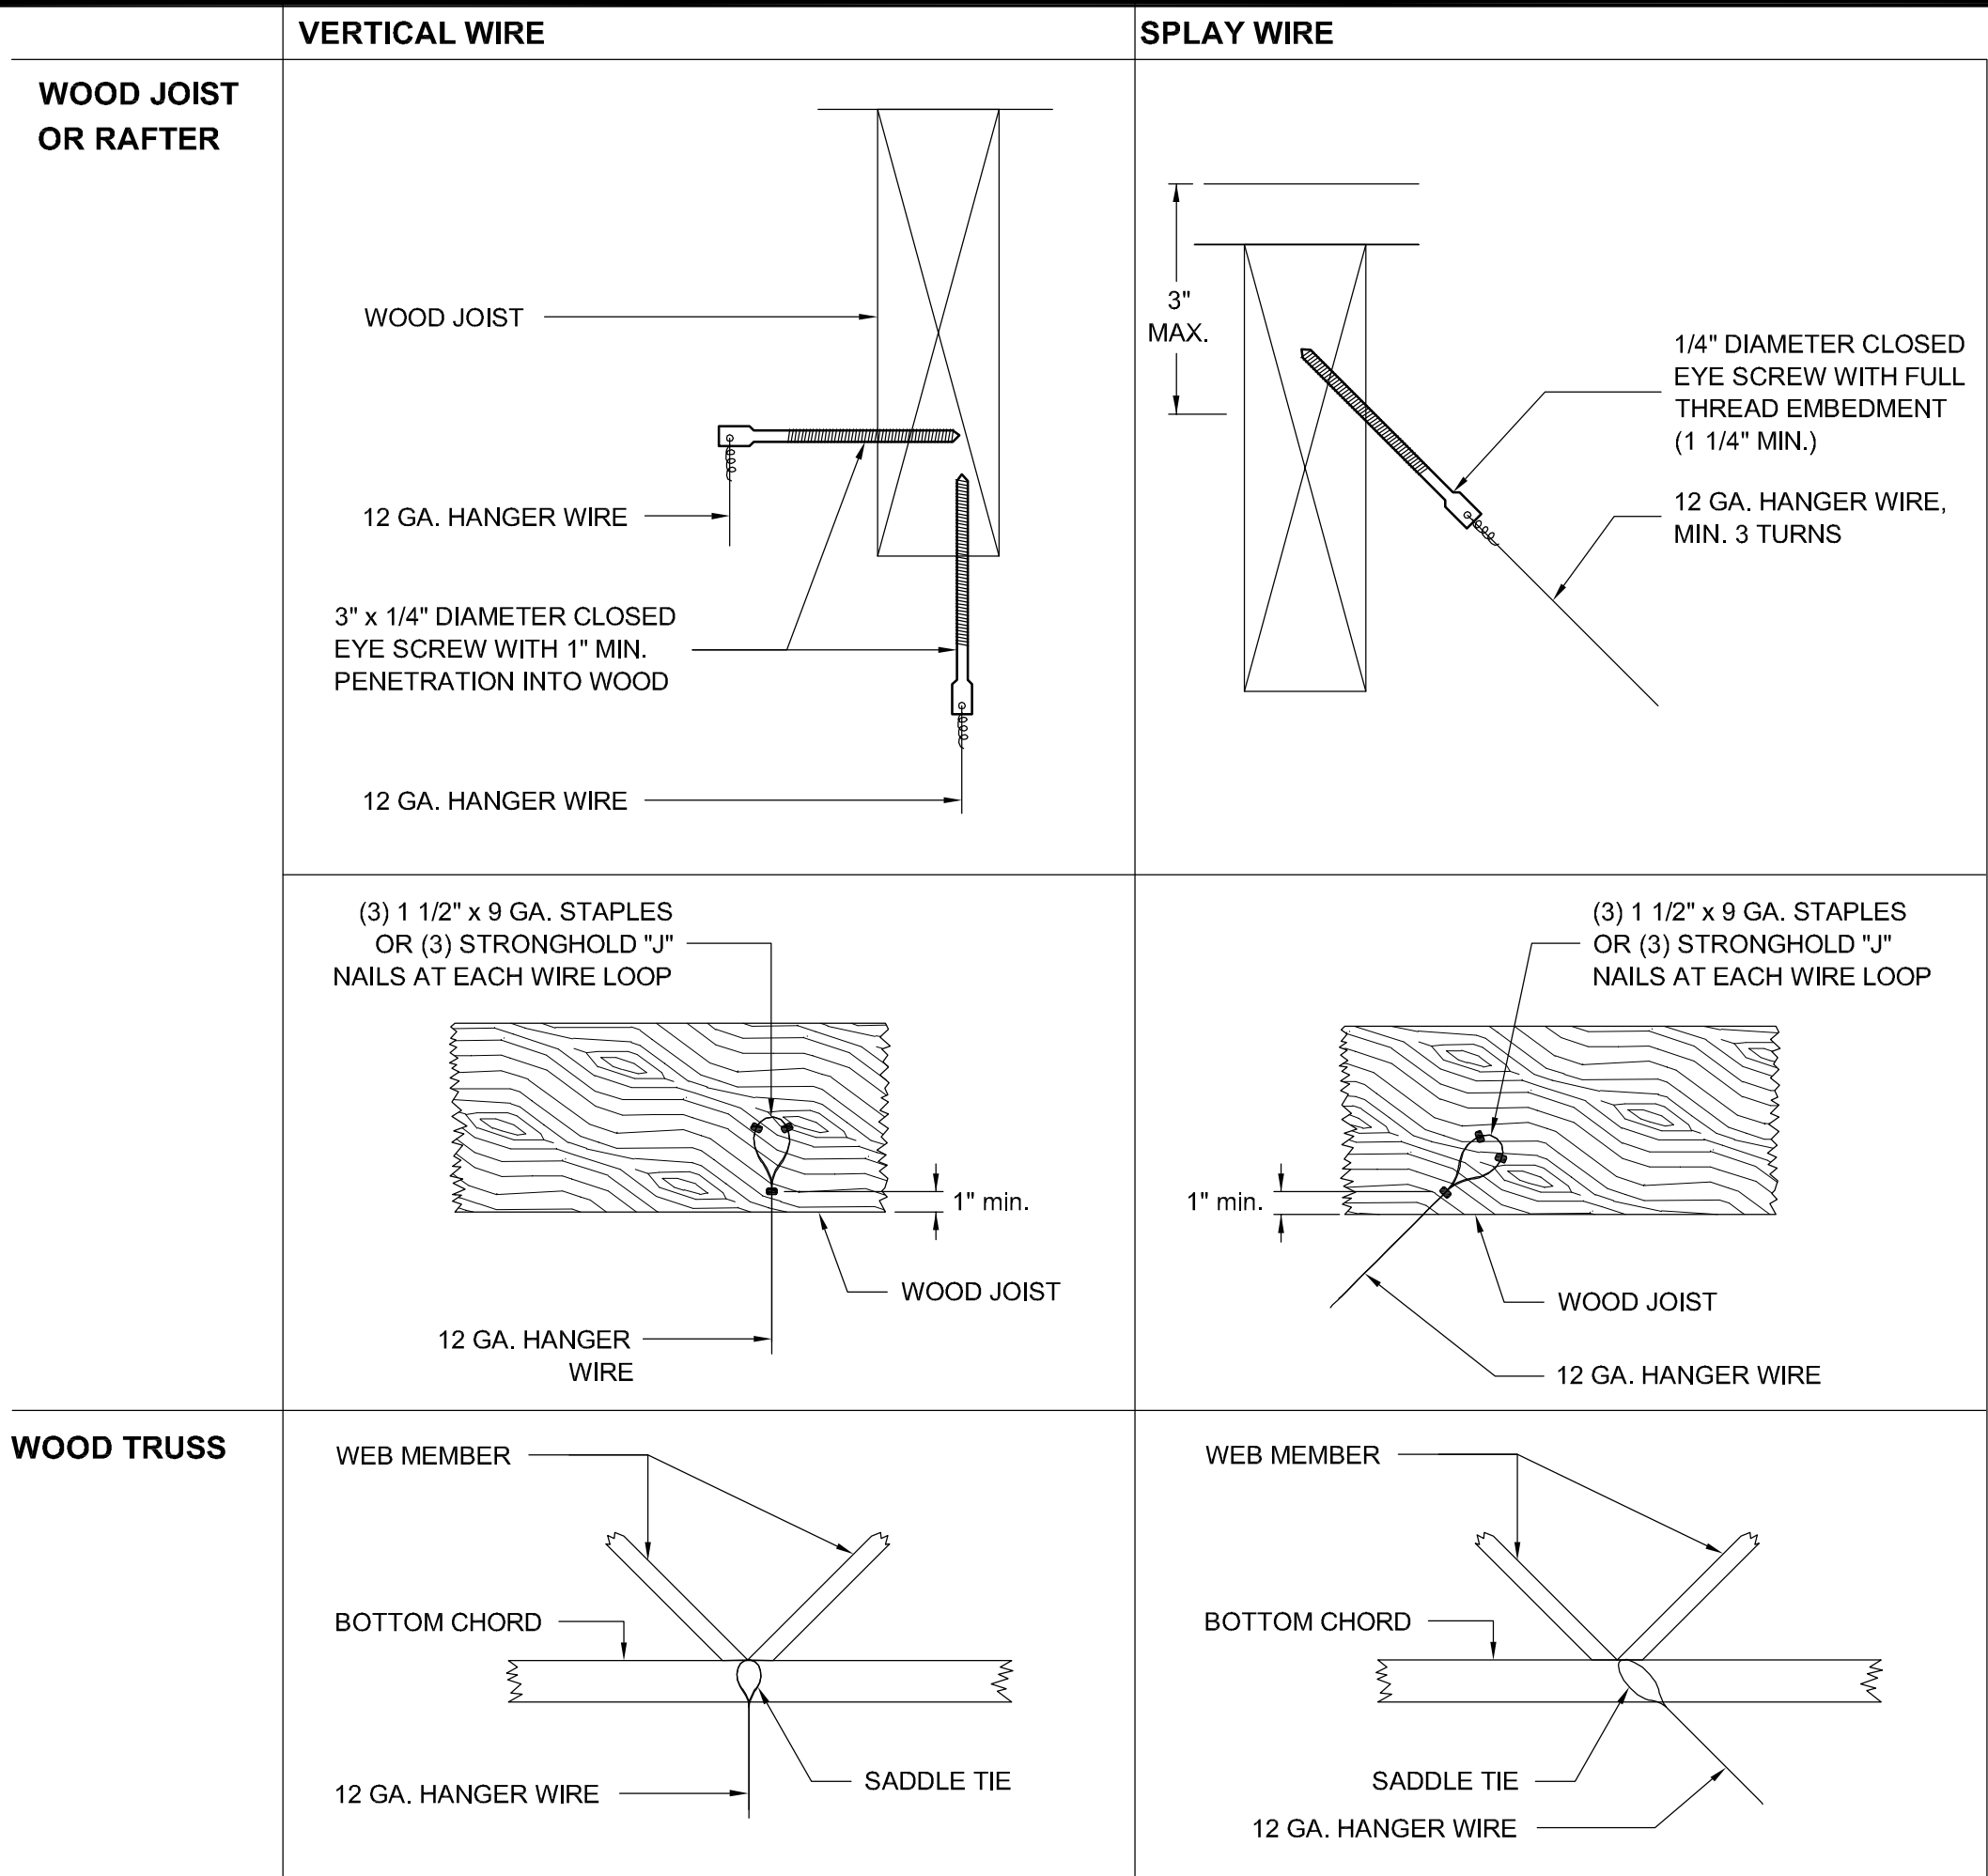 VERTICAL WIRE
SPLAY WIRE
WOOD JOIST
OR RAFTER
WOOD JOIST
12 GA. HANGER WIRE
3" x 1/4" DIAMETER CLOSED
EYE SCREW WITH 1" MIN.
PENETRATION INTO WOOD
12 GA. HANGER WIRE
3"
MAX.
1/4" DIAMETER CLOSED
EYE SCREW WITH FULL
THREAD EMBEDMENT
(1 1/4" MIN.)
12 GA. HANGER WIRE,
MIN. 3 TURNS
(3) 1 1/2" x 9 GA. STAPLES
OR (3) STRONGHOLD "J"
NAILS AT EACH WIRE LOOP
1" min.
WOOD JOIST
12 GA. HANGER
WIRE
(3) 1 1/2" x 9 GA. STAPLES
OR (3) STRONGHOLD "J"
NAILS AT EACH WIRE LOOP
1" min.
WOOD JOIST
12 GA. HANGER WIRE
WOOD TRUSS
WEB MEMBER
BOTTOM CHORD
SADDLE TIE
12 GA. HANGER WIRE
WEB MEMBER
BOTTOM CHORD
SADDLE TIE
12 GA. HANGER WIRE